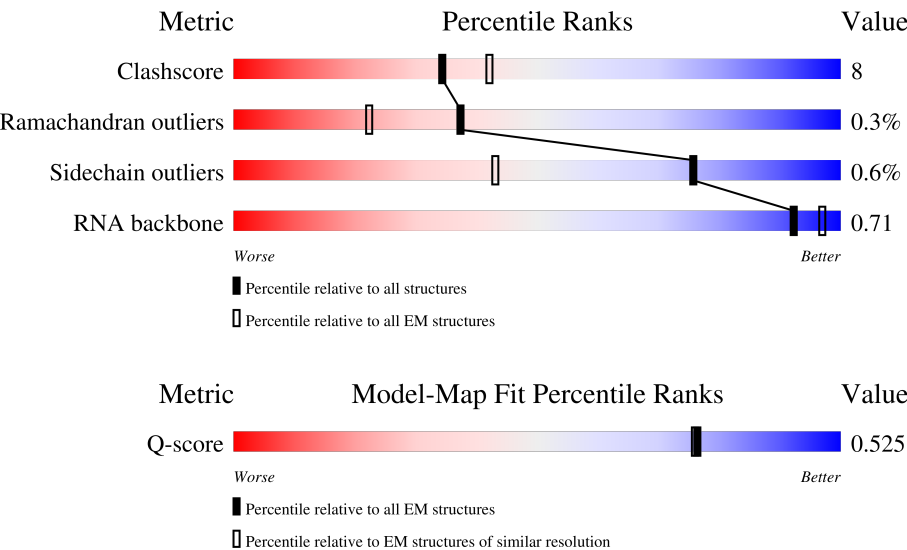 Metric Percentile Ranks Value
Clashscore 8
Ramachandran outliers 0.3%
Sidechain outliers 0.6%
RNA backbone 0.71
Worse Better
Percentile relative to all structures
Percentile relative to all EM structures
Metric Model-Map Fit Percentile Ranks Value
Q-score 0.525
Worse Better
Percentile relative to all EM structures
Percentile relative to EM structures of similar resolution